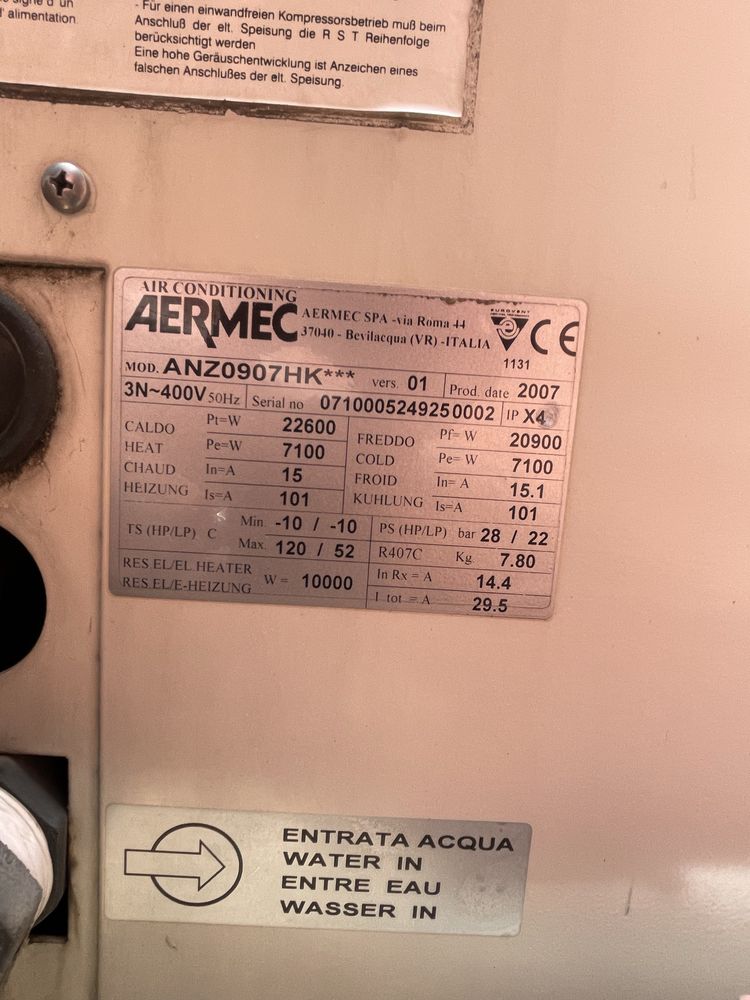 d'alimentation
- Für einen einwandfreien Kompressorsbetrieb muß beim
Anschluß der elt. Speisung die R S T Reihenfolge
berücksichtigt werden
Eine hohe Geräuschentwicklung ist Anzeichen eines
falschen Anschlußes der elt. Speisung.
AIR CONDITIONING
AERMEC
AERMEC SPA -via Roma 44
37040 - Bevilacqua (VR) -ITALIA
EUROVENT
CE
1131
MOD. ANZ0907HK*** vers. 01 Prod. date 2007
3N~400V 50Hz Serial no 0710005249250002 IP X4
CALDO Pt=W 22600 FREDDO Pf= W 20900
HEAT Pe=W 7100 COLD Pe= W 7100
CHAUD In=A 15 FROID In= A 15.1
HEIZUNG Is=A 101 KUHLUNG Is=A 101
TS (HP/LP) C Min. -10 / -10 PS (HP/LP) bar 28 / 22
Max. 120 / 52 R407C Kg 7.80
RES.EL/EL HEATER
RES.EL/E-HEIZUNG W = 10000
In Rx = A 14.4
I tot = A 29.5
ENTRATA ACQUA
WATER IN
ENTRE EAU
WASSER IN